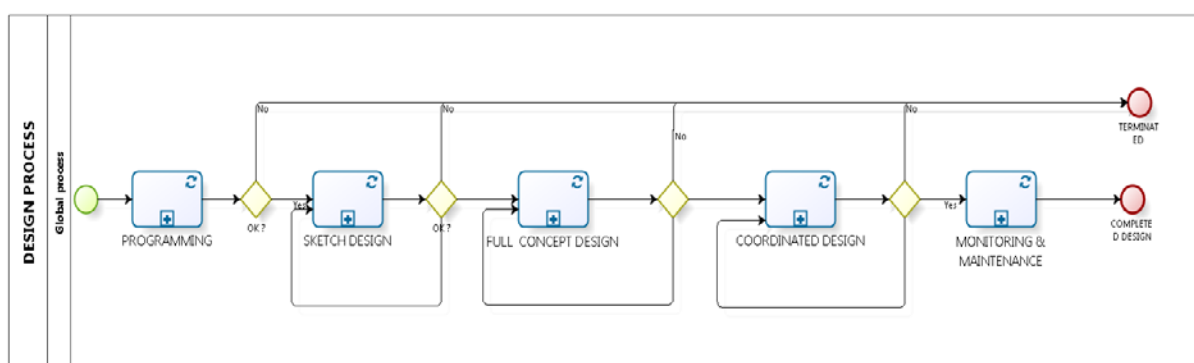 DESIGN PROCESS
Global process
No
No
No
No
TERMINAT
ED
Yes
Yes
OK ?
OK ?
PROGRAMMING
SKETCH DESIGN
FULL CONCEPT DESIGN
COORDINATED DESIGN
MONITORING &
MAINTENANCE
COMPLETE
D DESIGN